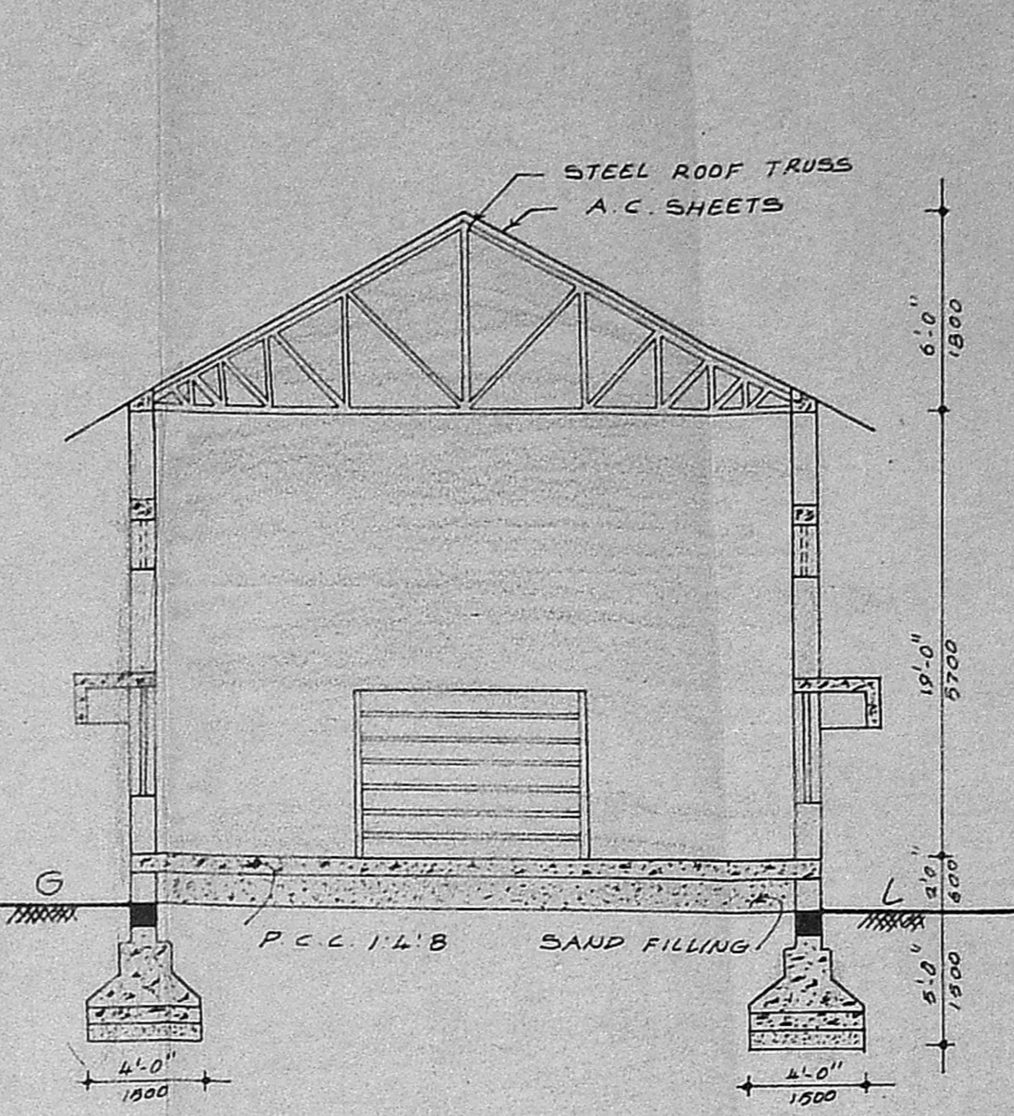 STEEL ROOF TRUSS
A.C. SHEETS
6'-0"
1800
19'-0"
5700
2'-0"
600
5'-0"
1500
G
L
P.C.C. 1:4:8
SAND FILLING
4'-0"
1500
4'-0"
1500